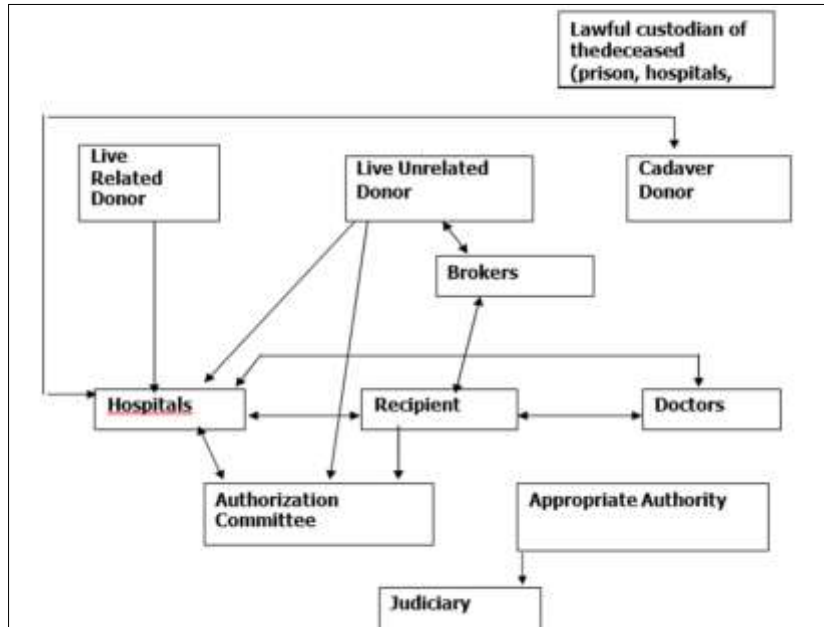 Lawful custodian of
thedeceased
(prison, hospitals,
Live
Related
Donor
Live Unrelated
Donor
Cadaver
Donor
Brokers
Hospitals
Recipient
Doctors
Authorization
Committee
Appropriate Authority
Judiciary